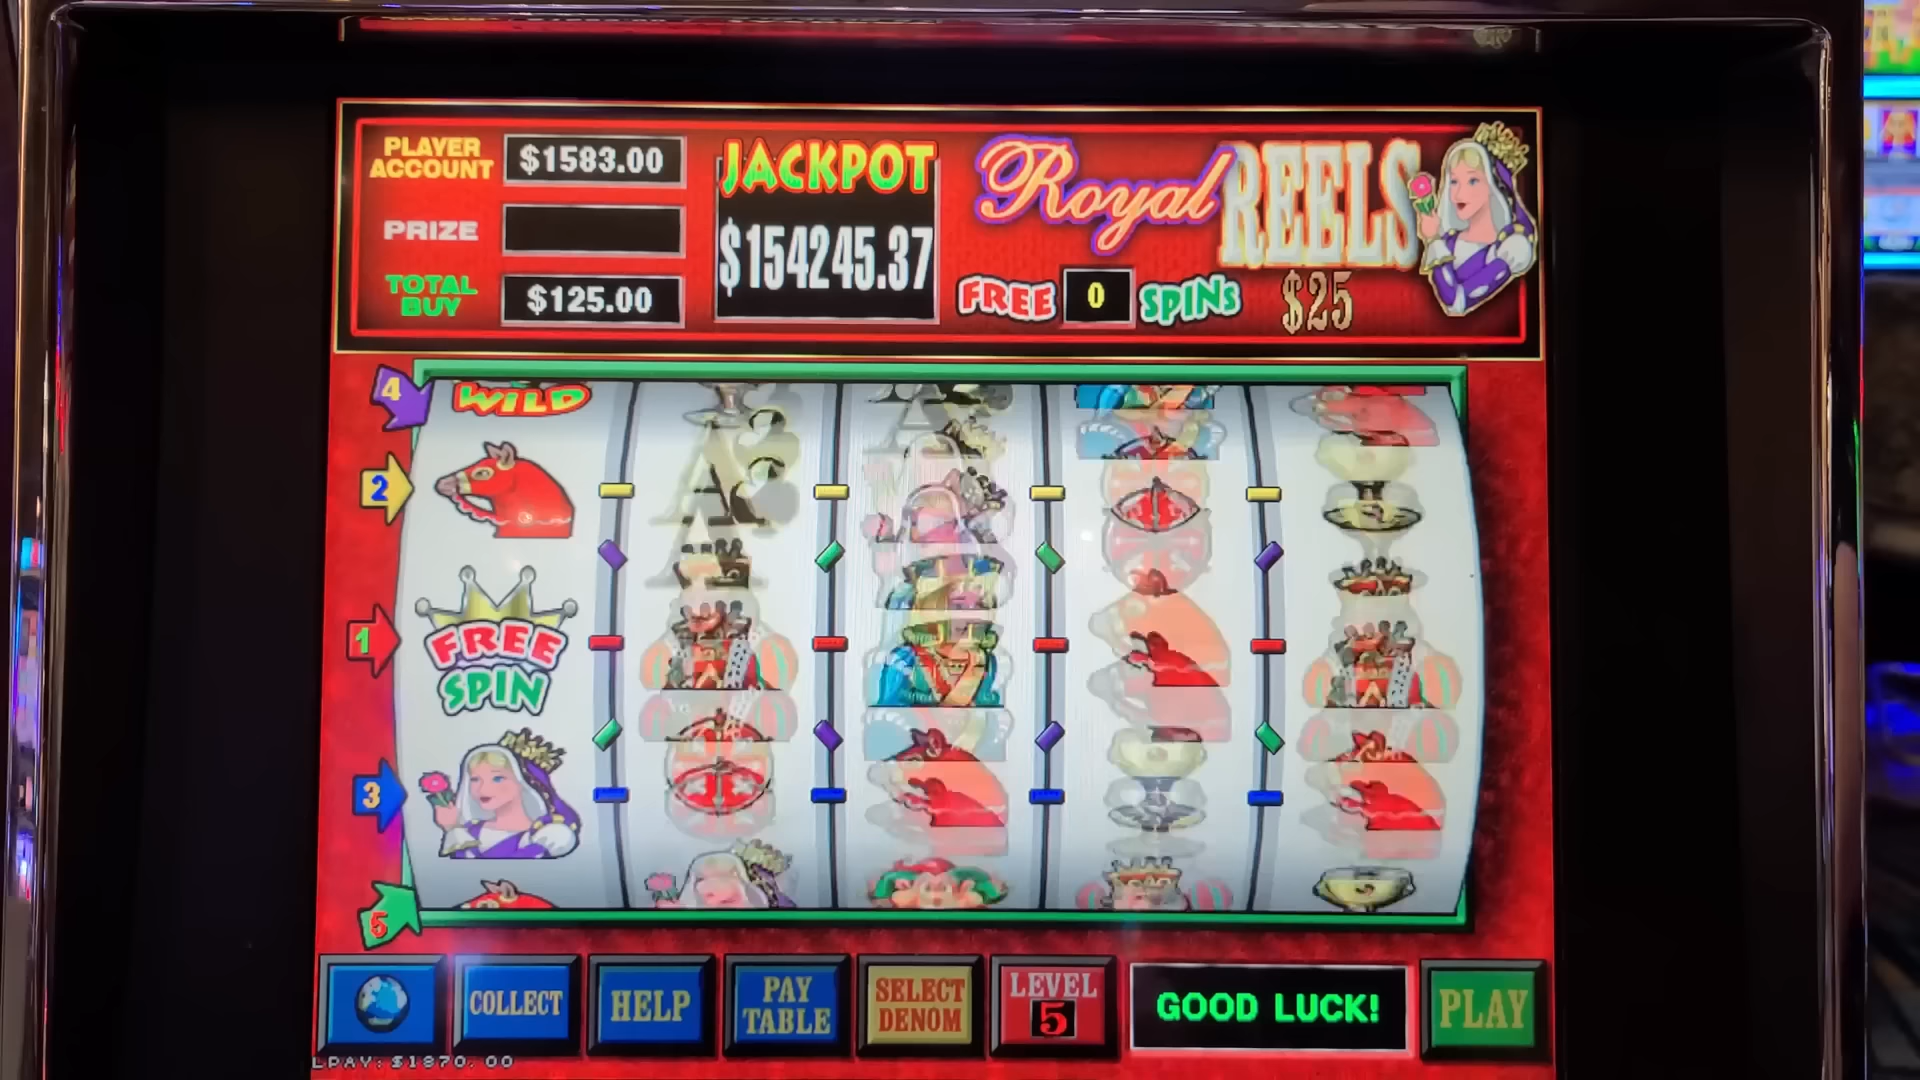 PLAYER
ACCOUNT
$1583.00
JACKPOT
Royal REELS
PRIZE
$154245.37
TOTAL
BUY
$125.00
FREE 0 SPINS
$25
4
WILD
2
1
FREE
SPIN
3
5
COLLECT
HELP
PAY
TABLE
SELECT
DENOM
LEVEL
5
GOOD LUCK!
PLAY
LPAY: $1870.00